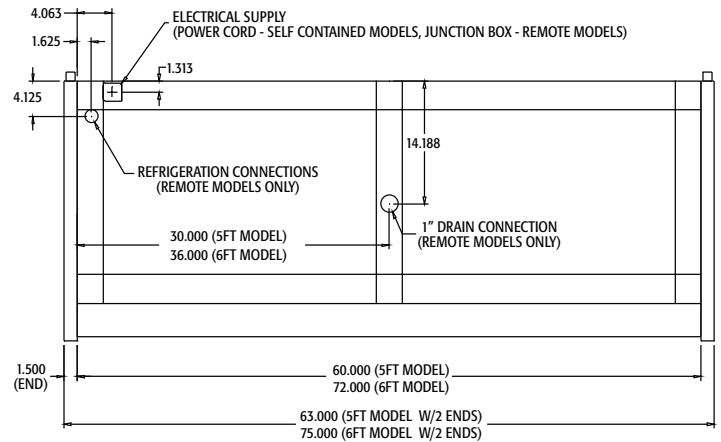 4.063
ELECTRICAL SUPPLY
(POWER CORD - SELF CONTAINED MODELS, JUNCTION BOX - REMOTE MODELS)
1.625
1.313
4.125
14.188
REFRIGERATION CONNECTIONS
(REMOTE MODELS ONLY)
1" DRAIN CONNECTION
(REMOTE MODELS ONLY)
30.000 (5FT MODEL)
36.000 (6FT MODEL)
1.500
(END)
60.000 (5FT MODEL)
72.000 (6FT MODEL)
63.000 (5FT MODEL W/2 ENDS)
75.000 (6FT MODEL W/2 ENDS)